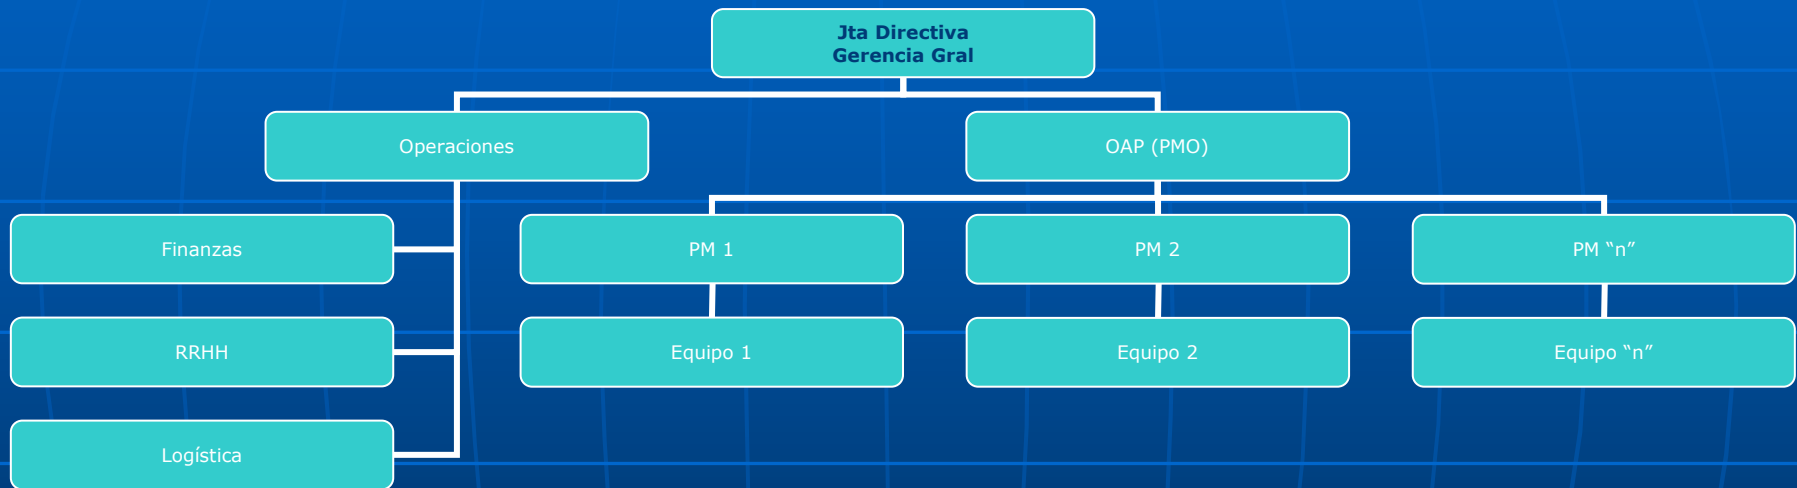 Jta Directiva
Gerencia Gral
Operaciones
OAP (PMO)
Finanzas
PM 1
PM 2
PM “n”
RRHH
Equipo 1
Equipo 2
Equipo “n”
Logística